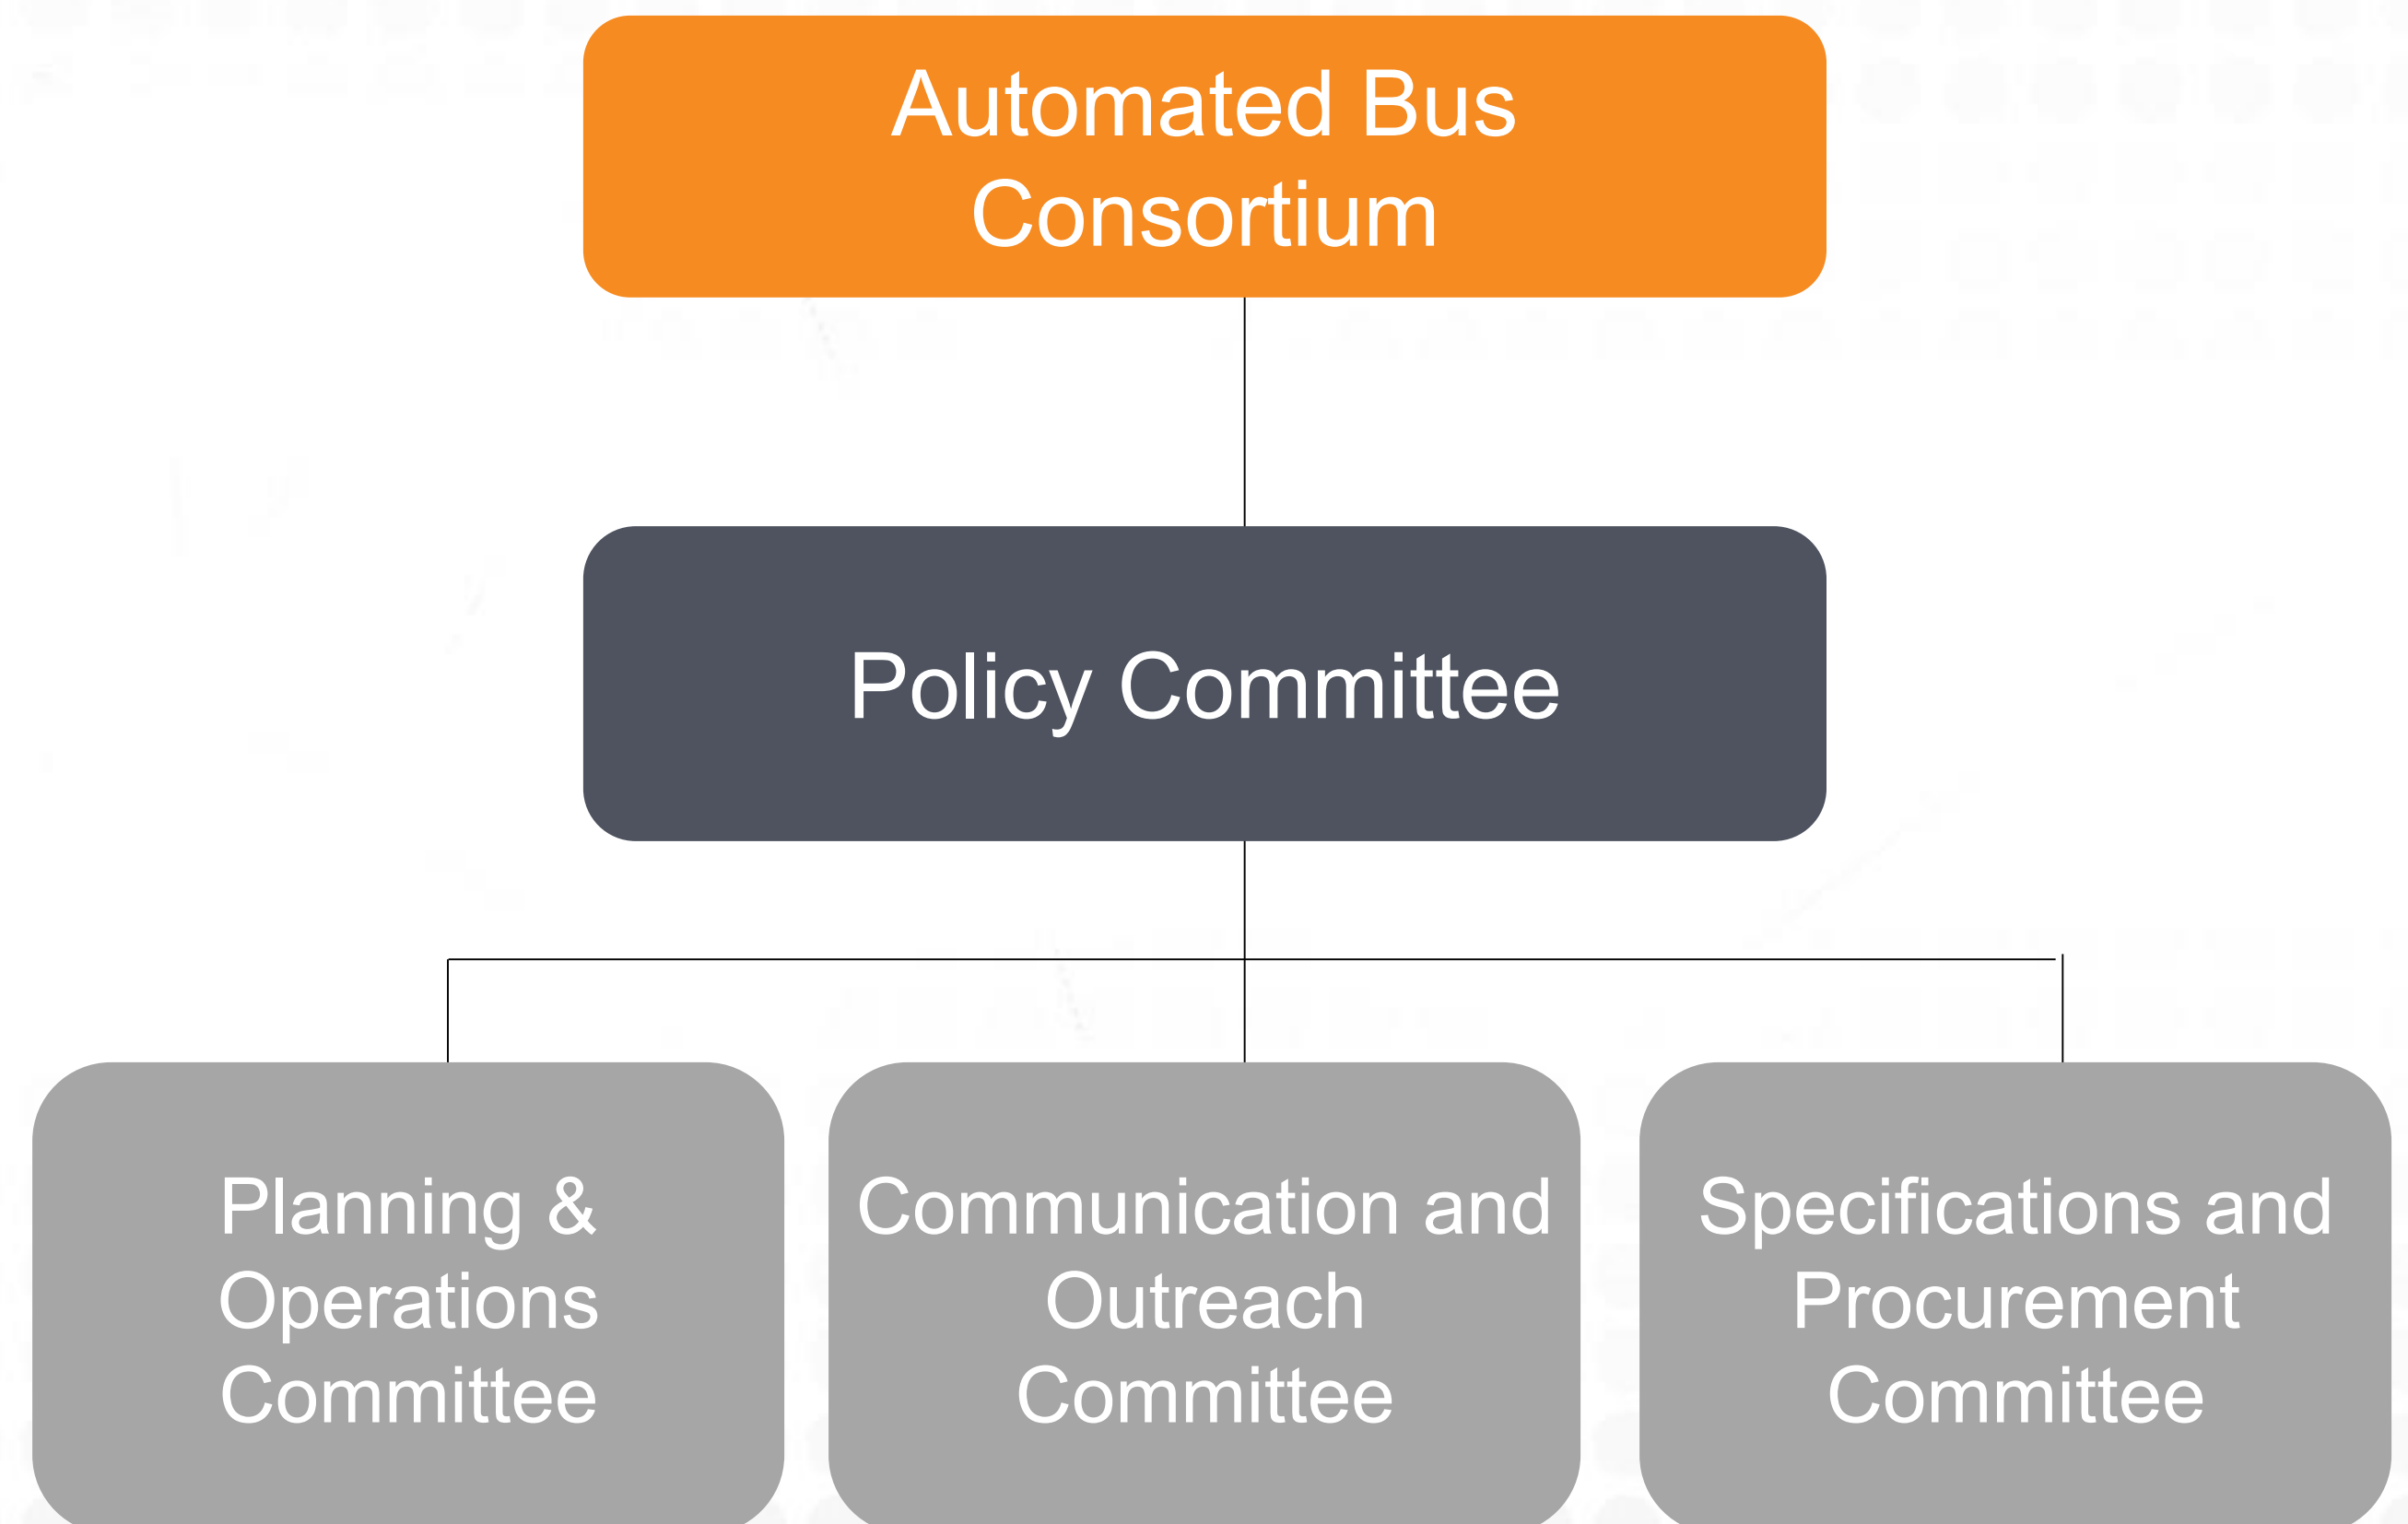 Automated Bus
Consortium
Policy Committee
Planning &
Operations
Committee
Communication and
Outreach
Committee
Specifications and
Procurement
Committee